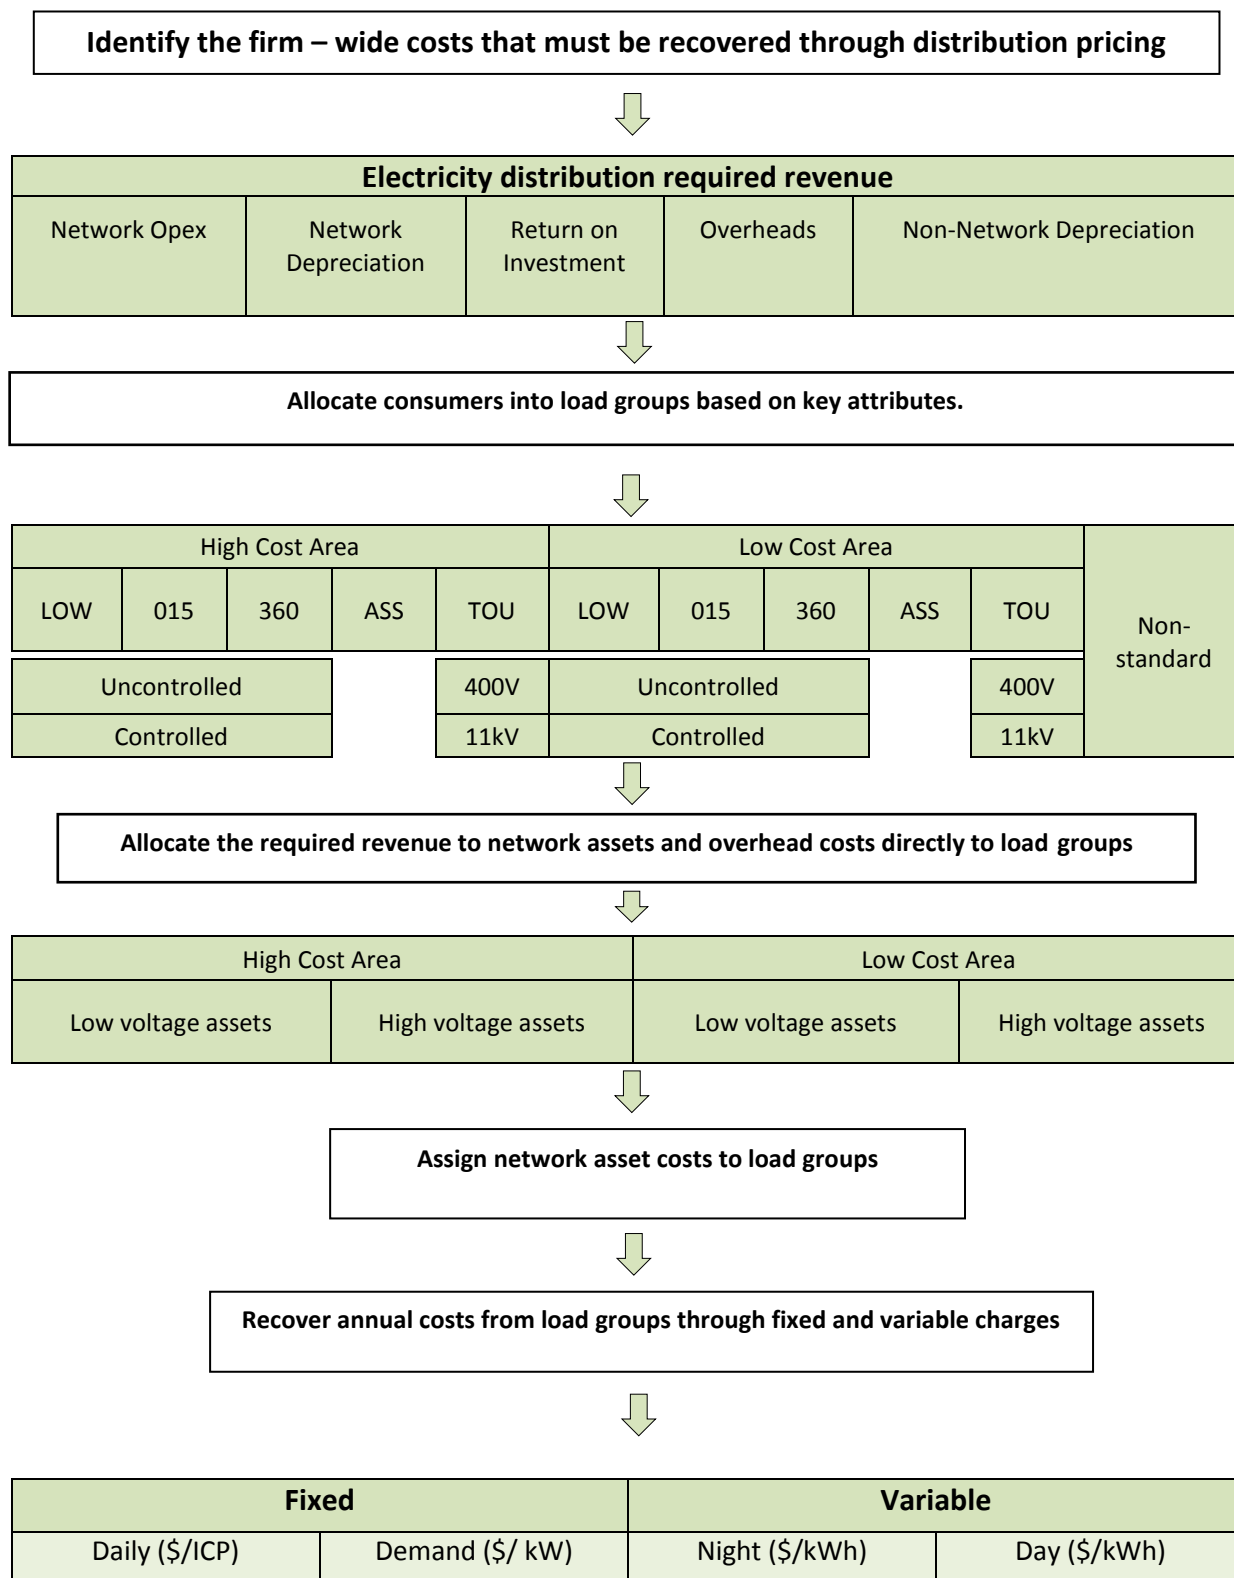 Identify the firm – wide costs that must be recovered through distribution pricing
Electricity distribution required revenue
Network Opex
Network
Depreciation
Return on
Investment
Overheads
Non-Network Depreciation
Allocate consumers into load groups based on key attributes.
High Cost Area
Low Cost Area
LOW
015
360
ASS
TOU
LOW
015
360
ASS
TOU
Non-
standard
Uncontrolled
400V
Uncontrolled
400V
Controlled
11kV
Controlled
11kV
Allocate the required revenue to network assets and overhead costs directly to load groups
High Cost Area
Low Cost Area
Low voltage assets
High voltage assets
Low voltage assets
High voltage assets
Assign network asset costs to load groups
Recover annual costs from load groups through fixed and variable charges
Fixed
Variable
Daily ($/ICP)
Demand ($/ kW)
Night ($/kWh)
Day ($/kWh)